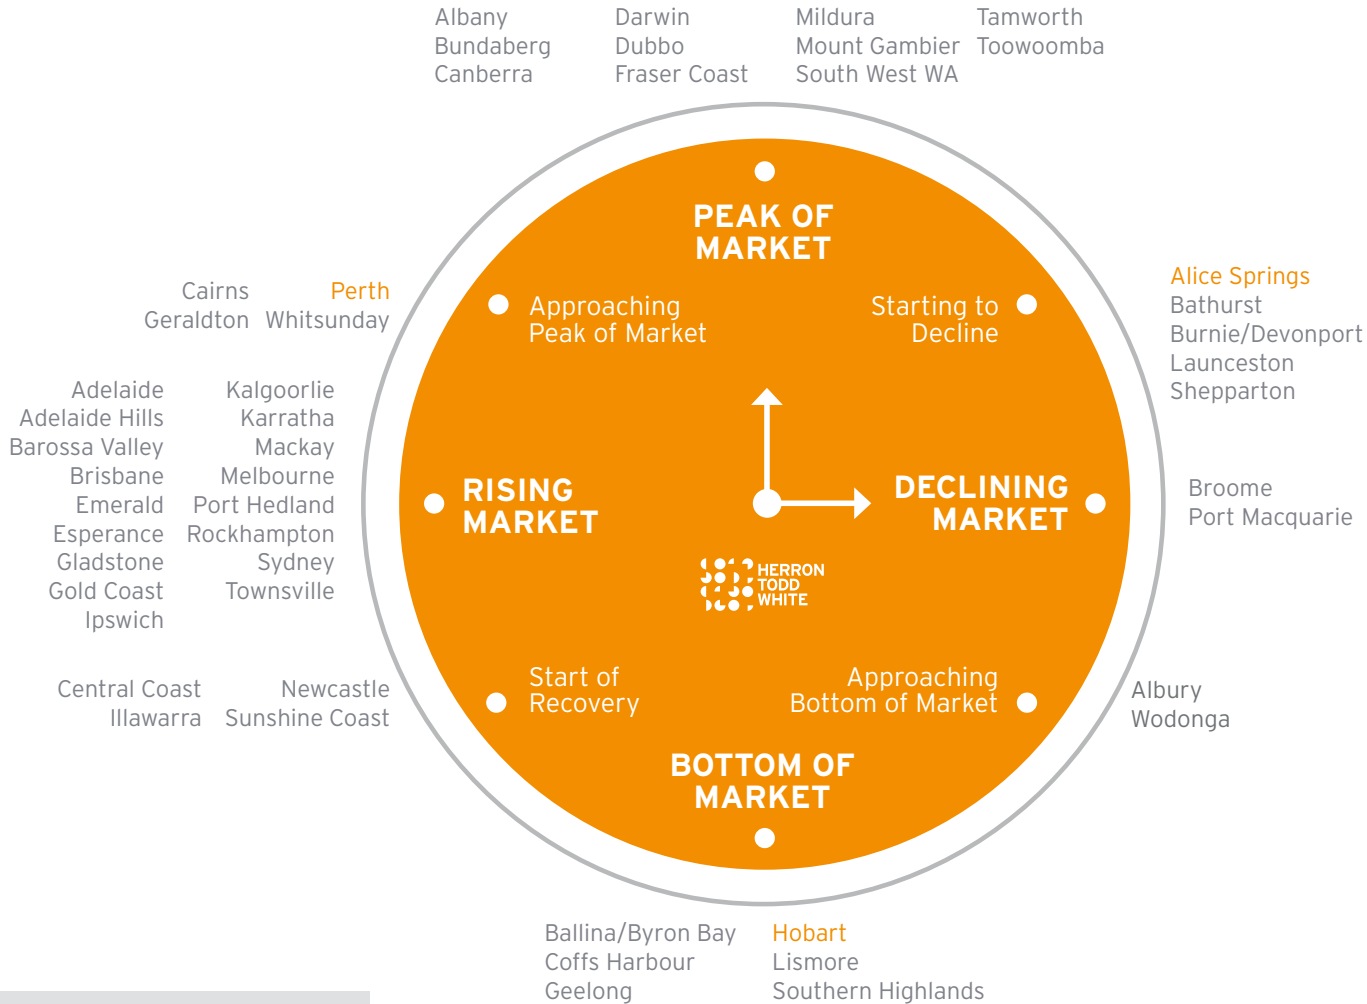 Albany
Bundaberg
Canberra
Darwin
Dubbo
Fraser Coast
Mildura
Mount Gambier
South West WA
Tamworth
Toowoomba
PEAK OF
MARKET
Cairns
Geraldton
Perth
Whitsunday
Approaching
Peak of Market
Starting to
Decline
Alice Springs
Bathurst
Burnie/Devonport
Launceston
Shepparton
Adelaide
Adelaide Hills
Barossa Valley
Brisbane
Emerald
Esperance
Gladstone
Gold Coast
Ipswich
Kalgoorlie
Karratha
Mackay
Melbourne
Port Hedland
Rockhampton
Sydney
Townsville
RISING
MARKET
DECLINING
MARKET
Broome
Port Macquarie
HERRON
TODD
WHITE
Central Coast
Illawarra
Newcastle
Sunshine Coast
Start of
Recovery
Approaching
Bottom of Market
Albury
Wodonga
BOTTOM OF
MARKET
Ballina/Byron Bay
Coffs Harbour
Geelong
Hobart
Lismore
Southern Highlands